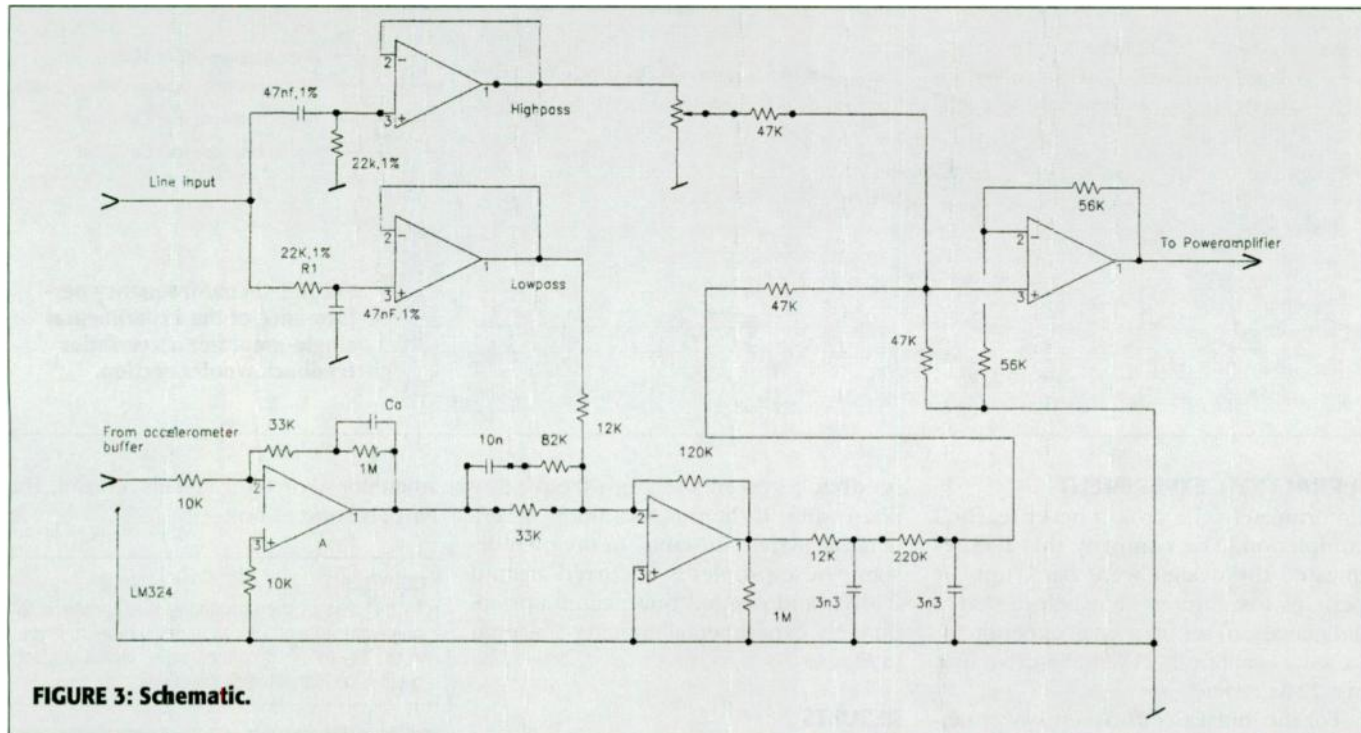 47nf,1%
2
3
1
Highpass
22k,1%
47K
Line input
22K,1%
R1
2
3
1
Lowpass
47nF,1%
56K
2
3
1
To Poweramplifier
47K
47K
56K
From accelerometer
buffer
10K
33K
Ca
1M
2
3
A
10K
LM324
10n
82K
12K
33K
120K
2
3
1
1M
12K
220K
3n3
3n3
FIGURE 3: Schematic.